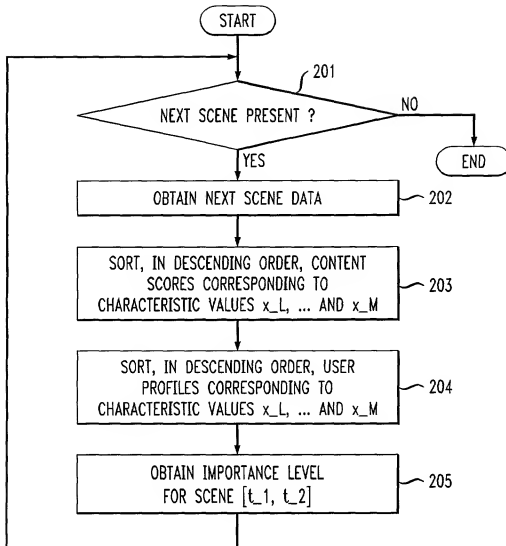 START
201
NEXT SCENE PRESENT ?
NO
YES
END
OBTAIN NEXT SCENE DATA
202
SORT, IN DESCENDING ORDER, CONTENT
SCORES CORRESPONDING TO
CHARACTERISTIC VALUES x_L, ... AND x_M
203
SORT, IN DESCENDING ORDER, USER
PROFILES CORRESPONDING TO
CHARACTERISTIC VALUES x_L, ... AND x_M
204
OBTAIN IMPORTANCE LEVEL
FOR SCENE [t_1, t_2]
205